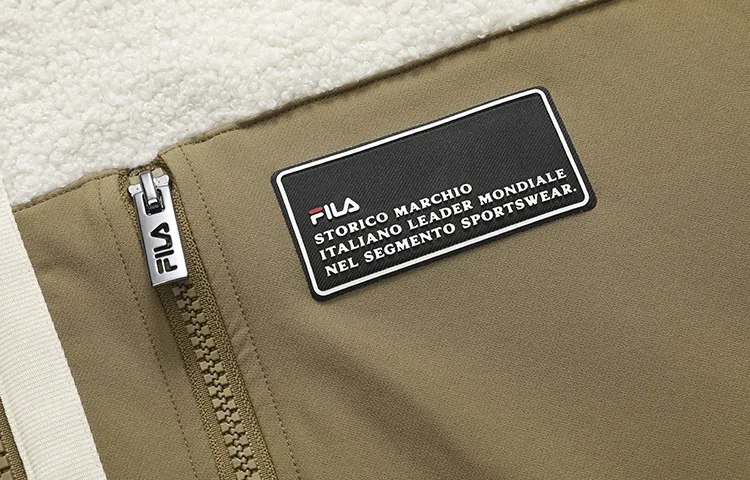 FILA
STORICO MARCHIO
ITALIANO LEADER MONDIALE
NEL SEGMENTO SPORTSWEAR.
FILA